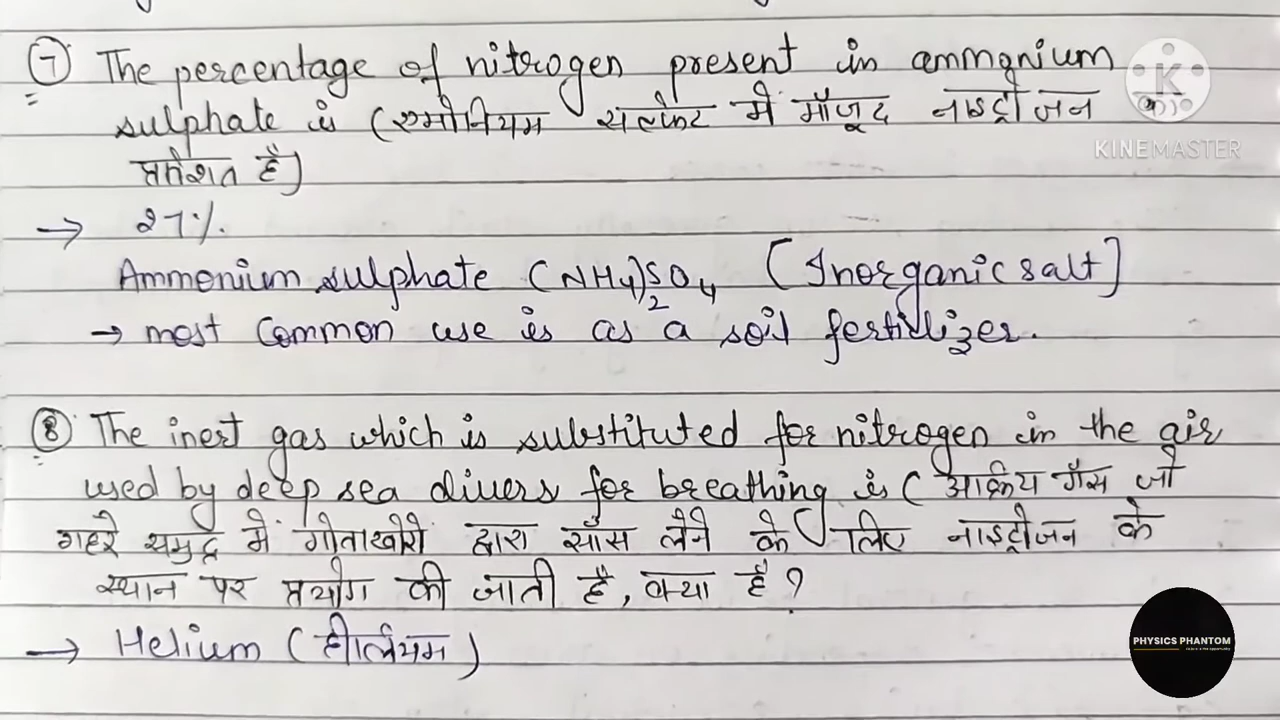 ⑦ The percentage of nitrogen present in ammonium
sulphate is (एमोनियम सल्फेट में मौजूद नाइट्रोजन का
प्रतिशत है)
→ 27%.
Ammonium sulphate (NH4)2SO4 [Inorganic salt]
→ most common use is as a soil fertilizer.
⑧ The inert gas which is substituted for nitrogen in the air
used by deep sea divers for breathing is (अक्रिय गैस जो
गहरे समुद्र में गोताखोरो द्वारा साँस लेने के लिए नाइट्रोजन के
स्थान पर प्रयोग की जाती है, क्या है ?
→ Helium (हीलियम)
K
KINEMASTER
PHYSICS PHANTOM